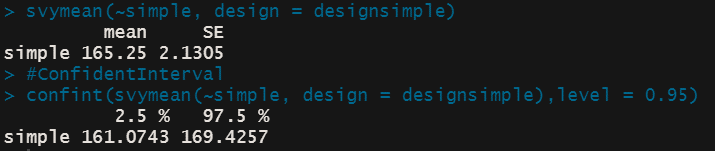 > svymean(~simple, design = designsimple)
mean SE
simple 165.25 2.1305
> #ConfidentInterval
> confint(svymean(~simple, design = designsimple),level = 0.95)
2.5 % 97.5 %
simple 161.0743 169.4257